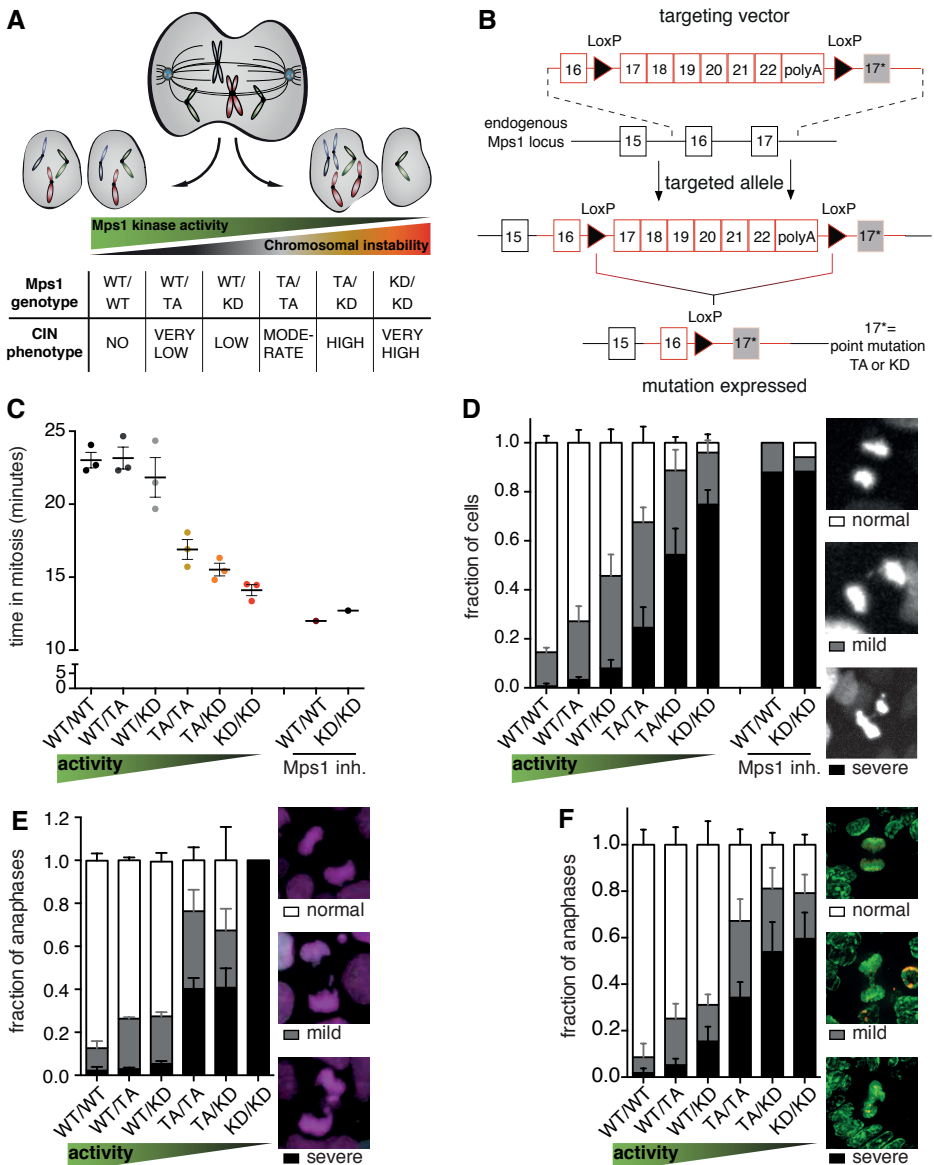 A
Mps1 kinase activity
Chromosomal instability
Mps1 genotype
WT/WT
WT/TA
WT/KD
TA/TA
TA/KD
KD/KD
CIN phenotype
NO
VERY LOW
LOW
MODE-RATE
HIGH
VERY HIGH
B
targeting vector
LoxP
LoxP
16
17
18
19
20
21
22
polyA
17*
endogenous
Mps1 locus
15
16
17
targeted allele
LoxP
LoxP
15
16
17
18
19
20
21
22
polyA
17*
LoxP
15
16
17*
17*=
point mutation
TA or KD
mutation expressed
C
time in mitosis (minutes)
25
20
15
10
5
0
WT/WT
WT/TA
WT/KD
TA/TA
TA/KD
KD/KD
WT/WT
KD/KD
activity
Mps1 inh.
D
fraction of cells
1.0
0.8
0.6
0.4
0.2
0.0
WT/WT
WT/TA
WT/KD
TA/TA
TA/KD
KD/KD
WT/WT
KD/KD
activity
Mps1 inh.
normal
mild
severe
E
fraction of anaphases
1.2
1.0
0.8
0.6
0.4
0.2
0.0
WT/WT
WT/TA
WT/KD
TA/TA
TA/KD
KD/KD
activity
normal
mild
severe
F
fraction of anaphases
1.0
0.8
0.6
0.4
0.2
0.0
WT/WT
WT/TA
WT/KD
TA/TA
TA/KD
KD/KD
activity
normal
mild
severe